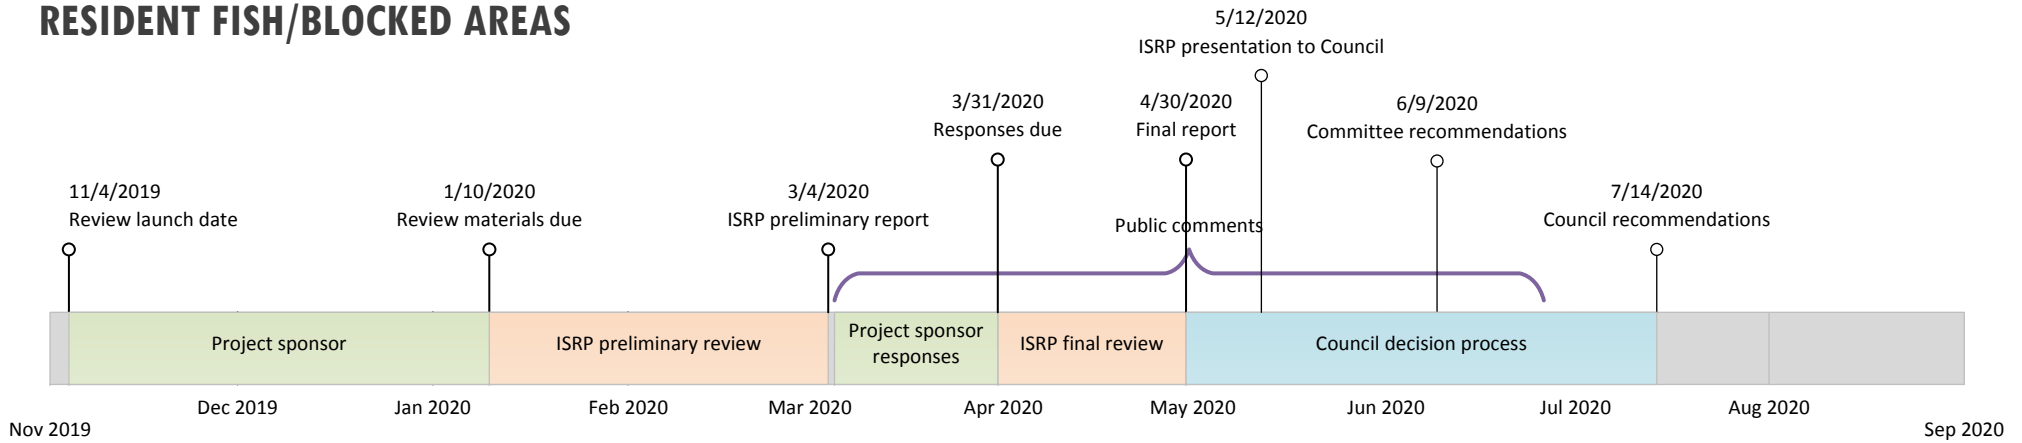 RESIDENT FISH/BLOCKED AREAS
5/12/2020
ISRP presentation to Council
3/31/2020
Responses due
4/30/2020
Final report
6/9/2020
Committee recommendations
11/4/2019
Review launch date
1/10/2020
Review materials due
3/4/2020
ISRP preliminary report
Public comments
7/14/2020
Council recommendations
Project sponsor
ISRP preliminary review
Project sponsor
responses
ISRP final review
Council decision process
Nov 2019
Dec 2019
Jan 2020
Feb 2020
Mar 2020
Apr 2020
May 2020
Jun 2020
Jul 2020
Aug 2020
Sep 2020